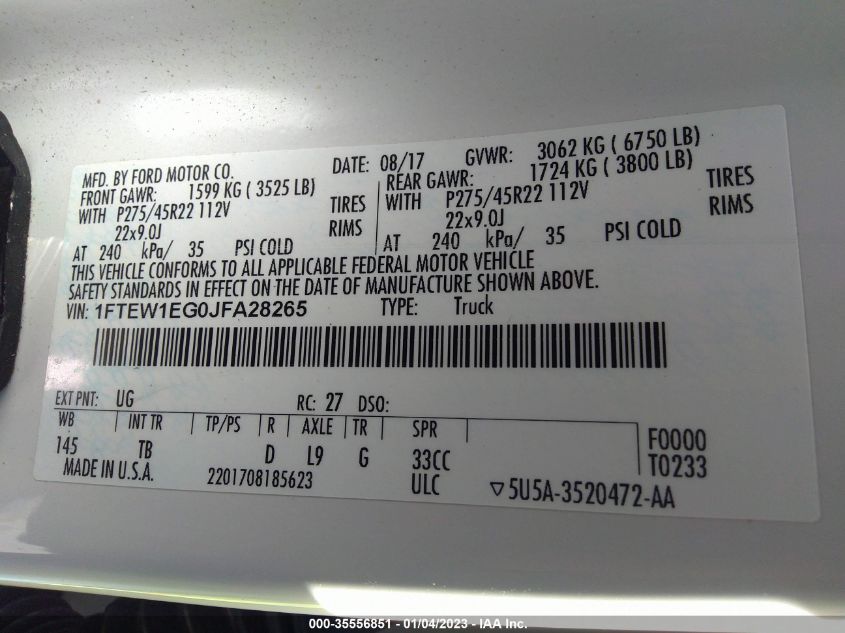 MFD. BY FORD MOTOR CO. DATE: 08/17 GVWR: 3062 KG ( 6750 LB)
FRONT GAWR: 1599 KG ( 3525 LB) REAR GAWR: 1724 KG ( 3800 LB)
WITH P275/45R22 112V TIRES WITH P275/45R22 112V TIRES
22x9.0J RIMS 22x9.0J RIMS
AT 240 kPa/ 35 PSI COLD AT 240 kPa/ 35 PSI COLD
THIS VEHICLE CONFORMS TO ALL APPLICABLE FEDERAL MOTOR VEHICLE
SAFETY STANDARDS IN EFFECT ON THE DATE OF MANUFACTURE SHOWN ABOVE.
VIN: 1FTEW1EG0JFA28265 TYPE: Truck
EXT PNT: UG RC: 27 DSO:
WB INT TR TP/PS R AXLE TR SPR F0000
145 TB D L9 G 33CC T0233
MADE IN U.S.A. 2201708185623 ULC ▽5U5A-3520472-AA
000-35556851 - 01/04/2023 - IAA Inc.